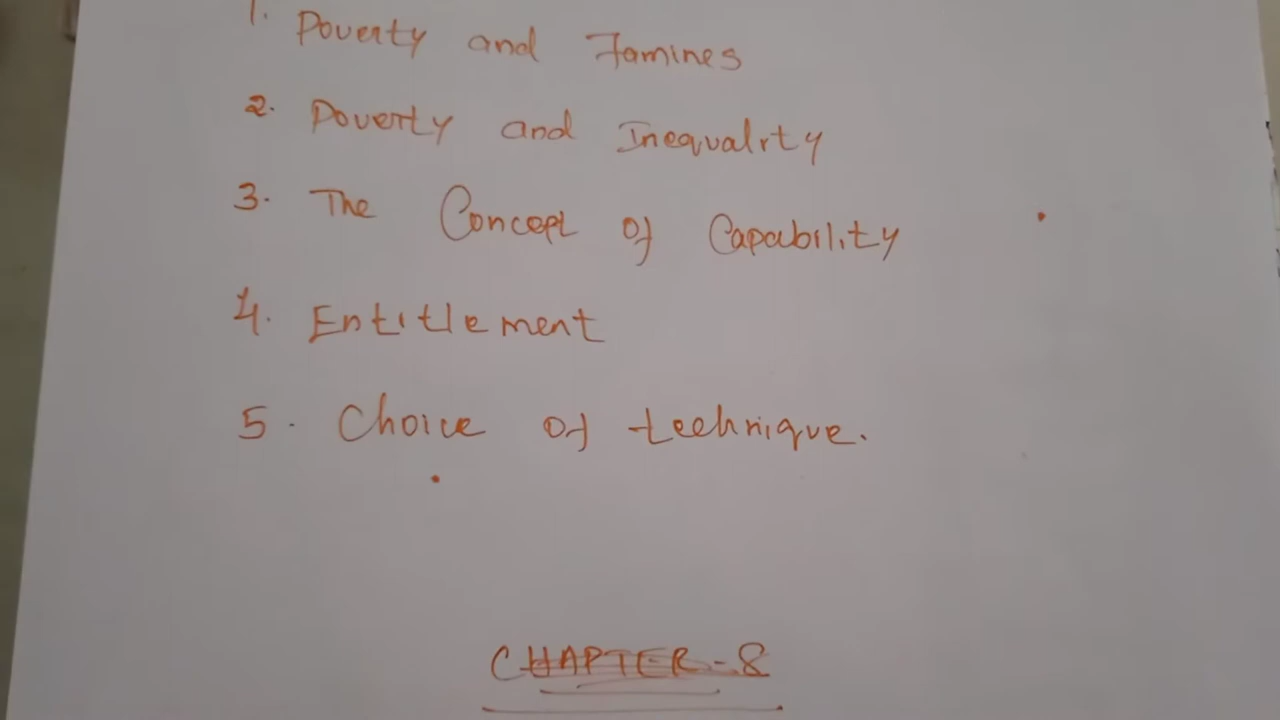 1. Poverty and Famines
2. Poverty and Inequality
3. The Concept of Capability
4. Entitlement
5. Choice of technique.
CHAPTER-8